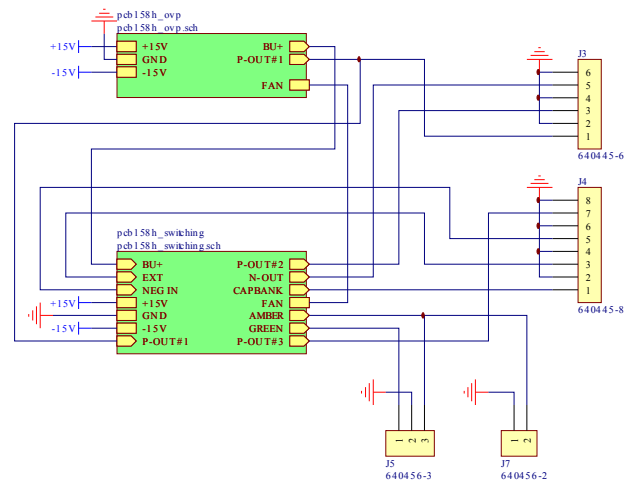 pcb158h_ovp
pcb158h_ovp.sch
+15V
GND
-15V
BU+
P-OUT#1
FAN
+15V
-15V
J3
6
5
4
3
2
1
640445-6
J4
8
7
6
5
4
3
2
1
640445-8
pcb158h_switching
pcb158h_switching.sch
BU+
EXT
NEG IN
+15V
GND
-15V
P-OUT#1
P-OUT#2
N-OUT
CAPBANK
FAN
AMBER
GREEN
P-OUT#3
+15V
-15V
1
2
3
J5
640456-3
1
2
J7
640456-2